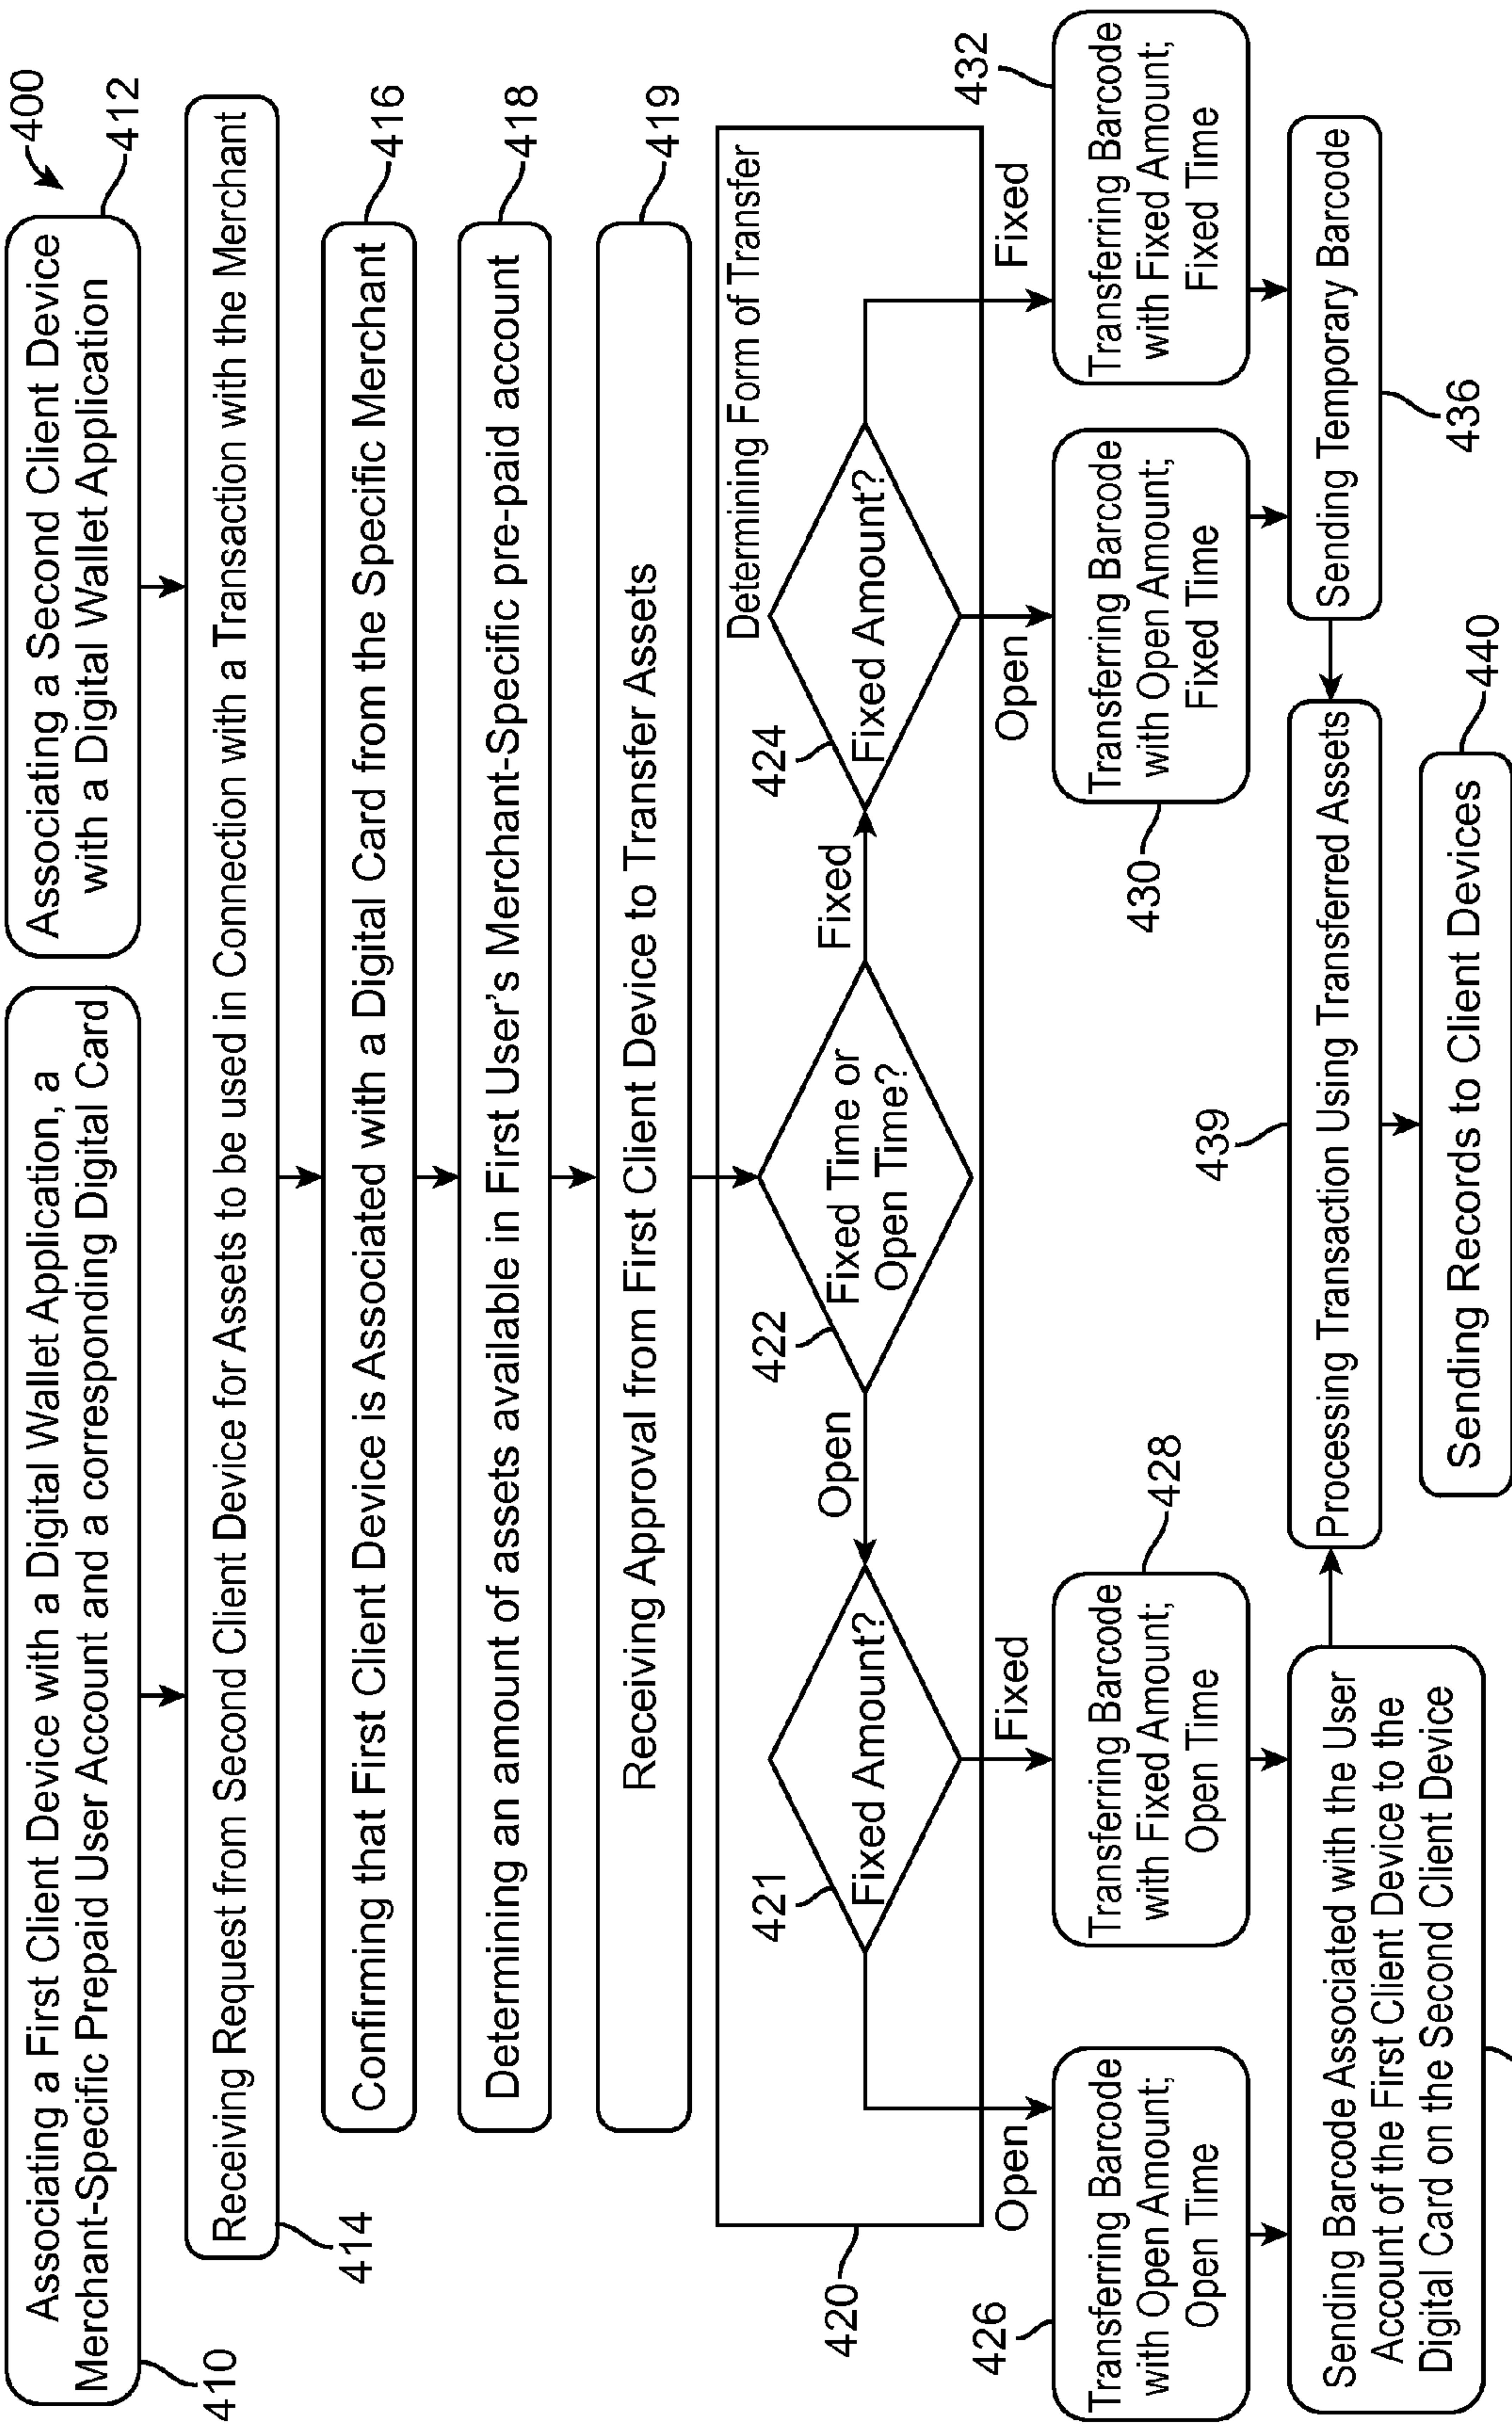 400
Associating a First Client Device with a Digital Wallet Application, a
Merchant-Specific Prepaid User Account and a corresponding Digital Card
410
Associating a Second Client Device
with a Digital Wallet Application
412
Receiving Request from Second Client Device for Assets to be used in Connection with a Transaction with the Merchant
414
Confirming that First Client Device is Associated with a Digital Card from the Specific Merchant
416
Determining an amount of assets available in First User's Merchant-Specific pre-paid account
418
Receiving Approval from First Client Device to Transfer Assets
419
Determining Form of Transfer
420
421
Fixed Amount?
Open
422
Fixed Time or
Open Time?
Fixed
424
Fixed Amount?
Open
Fixed
Open
Fixed
426
Transferring Barcode
with Open Amount;
Open Time
Transferring Barcode
with Fixed Amount;
Open Time
428
430
Transferring Barcode
with Open Amount;
Fixed Time
Transferring Barcode
with Fixed Amount;
Fixed Time
432
Sending Barcode Associated with the User
Account of the First Client Device to the
Digital Card on the Second Client Device
439
Processing Transaction Using Transferred Assets
Sending Temporary Barcode
436
Sending Records to Client Devices
440